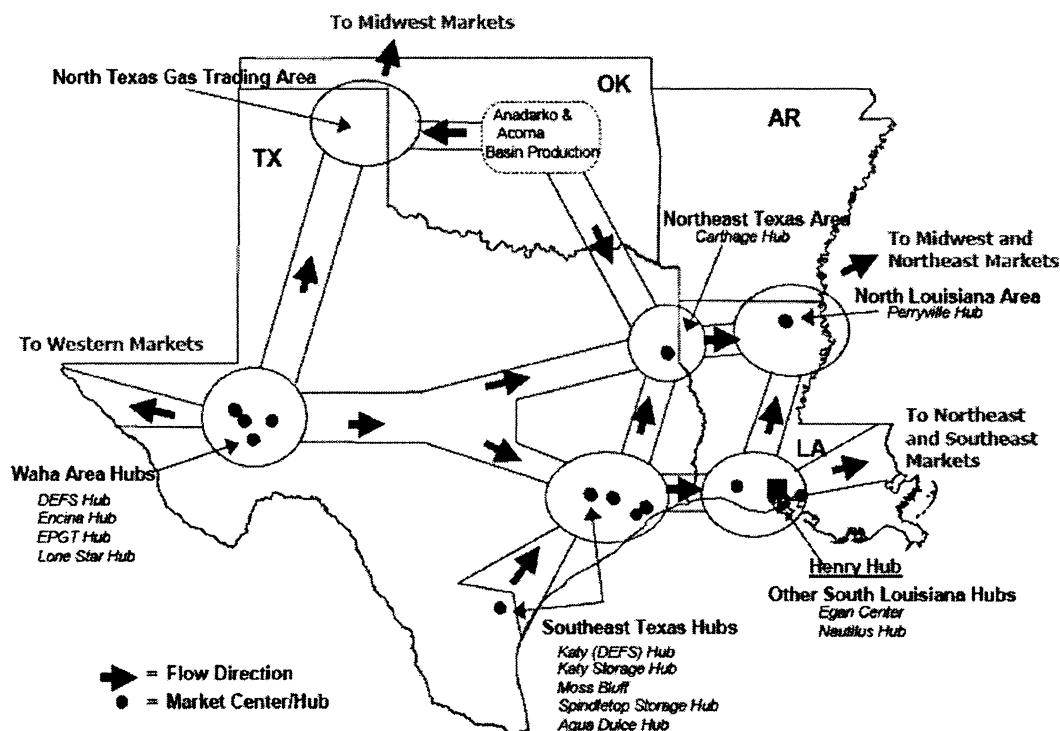 To Midwest Markets
North Texas Gas Trading Area
OK
Anadarko &
Acoma
Basin Production
AR
TX
Northeast Texas Area
Carthage Hub
To Midwest and
Northeast Markets
North Louisiana Area
Perryville Hub
To Western Markets
To Northeast
and Southeast
Markets
LA
Waha Area Hubs
DEFS Hub
Encina Hub
EPGT Hub
Lone Star Hub
Henry Hub
Other South Louisiana Hubs
Egan Center
Nautilus Hub
Southeast Texas Hubs
Katy (DEFS) Hub
Katy Storage Hub
Moss Bluff
Spindletop Storage Hub
Agua Dulce Hub
= Flow Direction
= Market Center/Hub